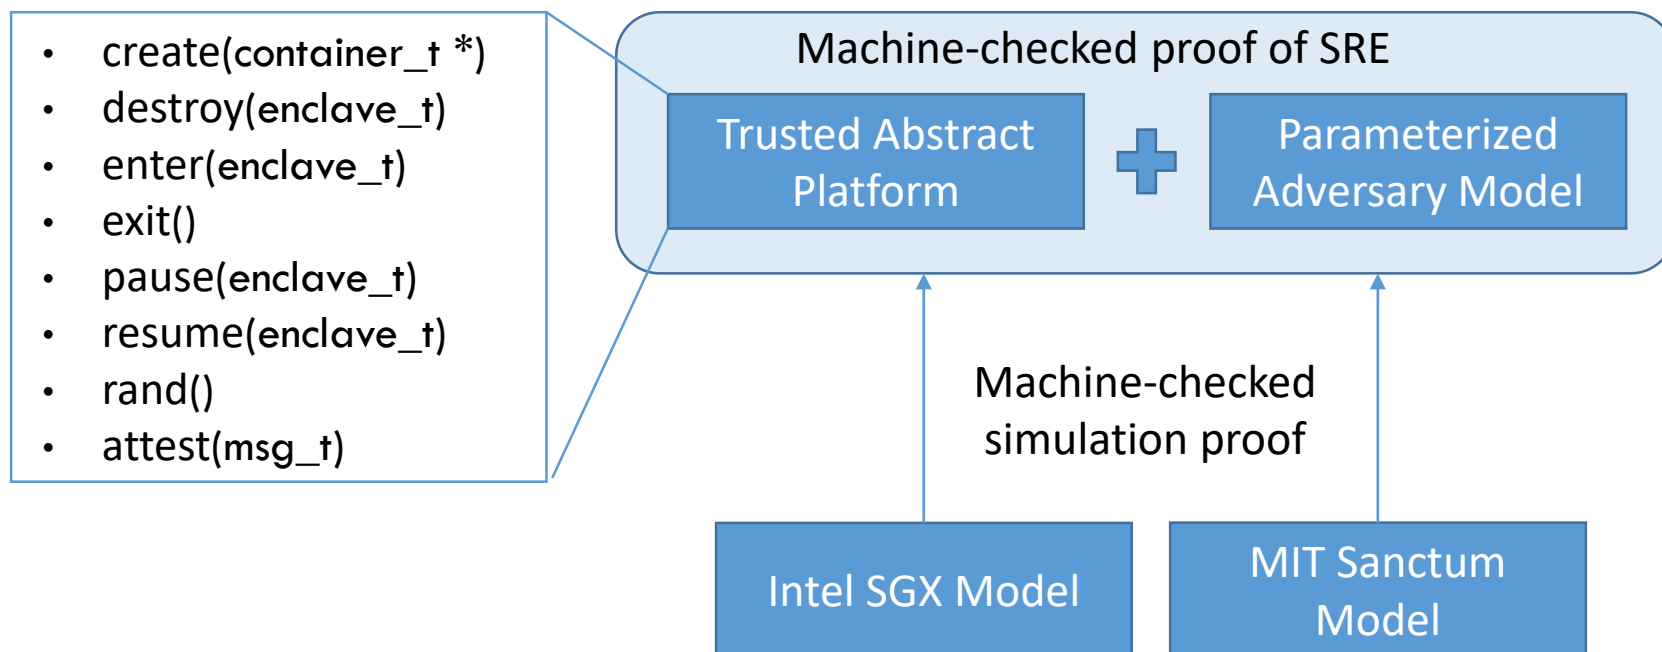 • create(container_t *)
• destroy(enclave_t)
• enter(enclave_t)
• exit()
• pause(enclave_t)
• resume(enclave_t)
• rand()
• attest(msg_t)
Machine-checked proof of SRE
Trusted Abstract
Platform
Parameterized
Adversary Model
Machine-checked
simulation proof
Intel SGX Model
MIT Sanctum
Model